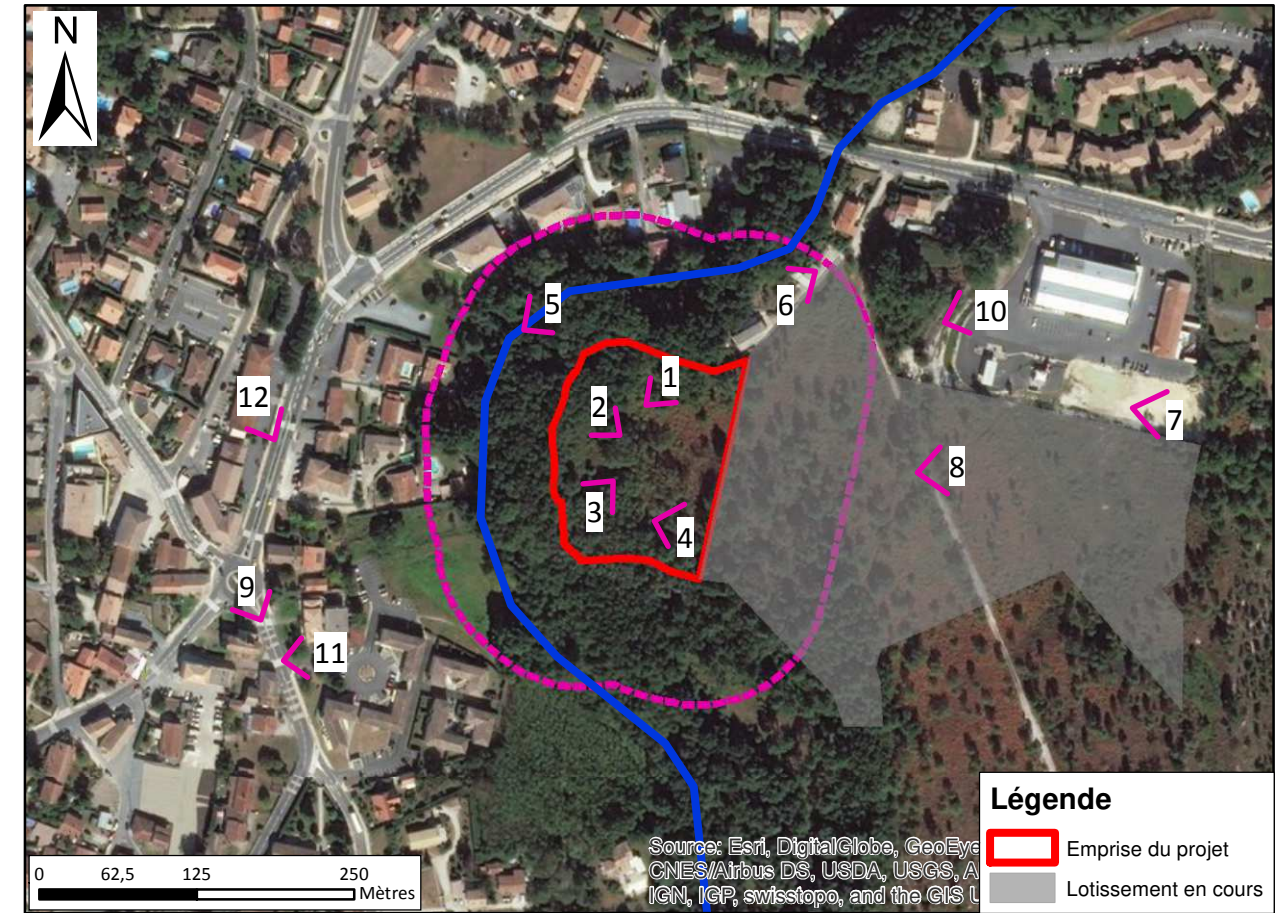 N
1
2
3
4
5
6
7
8
9
10
11
12
0 62,5 125 250
Mètres
Source: Esri, DigitalGlobe, GeoEye
CNES/Airbus DS, USDA, USGS, A
IGN, IGP, swisstopo, and the GIS U
Légende
Emprise du projet
Lotissement en cours